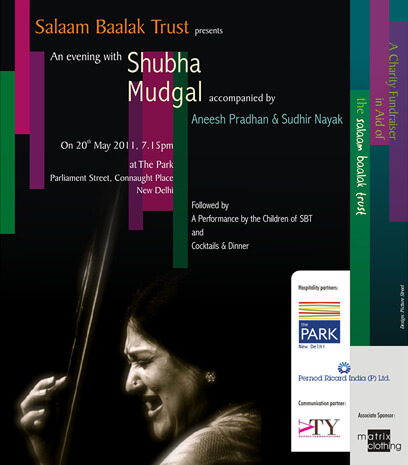 Salaam Baalak Trust presents
An evening with Shubha
Mudgal accompanied by
Aneesh Pradhan & Sudhir Nayak
On 20th May 2011, 7.15pm
at The Park
Parliament Street, Connaught Place
New Delhi
Followed by
A Performance by the Children of SBT
and
Cocktails & Dinner
A Charity Fundraiser
in Aid of
the salaam baalak trust
Design: Picture Street
Hospitality partners:
the
PARK
New Delhi
Pernod Ricard India (P) Ltd.
Communication partner:
TY
Associate Sponsor:
matrix
clothing